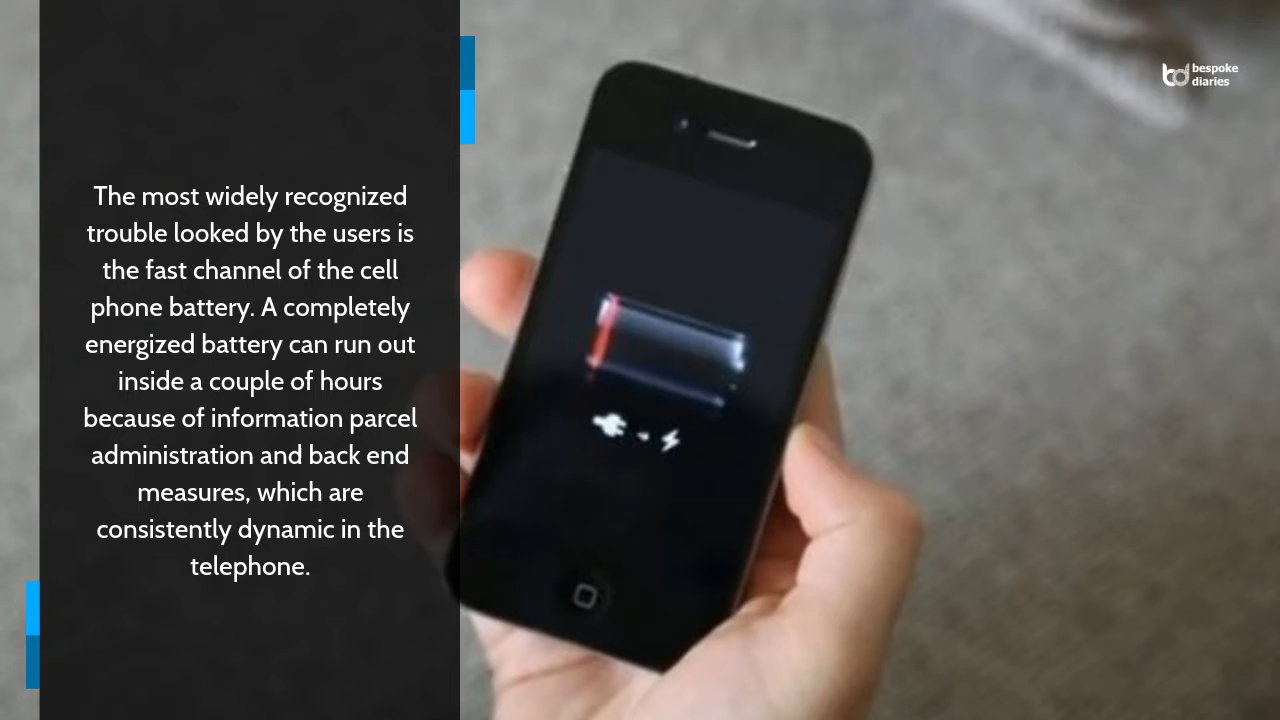 The most widely recognized
trouble looked by the users is
the fast channel of the cell
phone battery. A completely
energized battery can run out
inside a couple of hours
because of information parcel
administration and back end
measures, which are
consistently dynamic in the
telephone.
bespoke
diaries